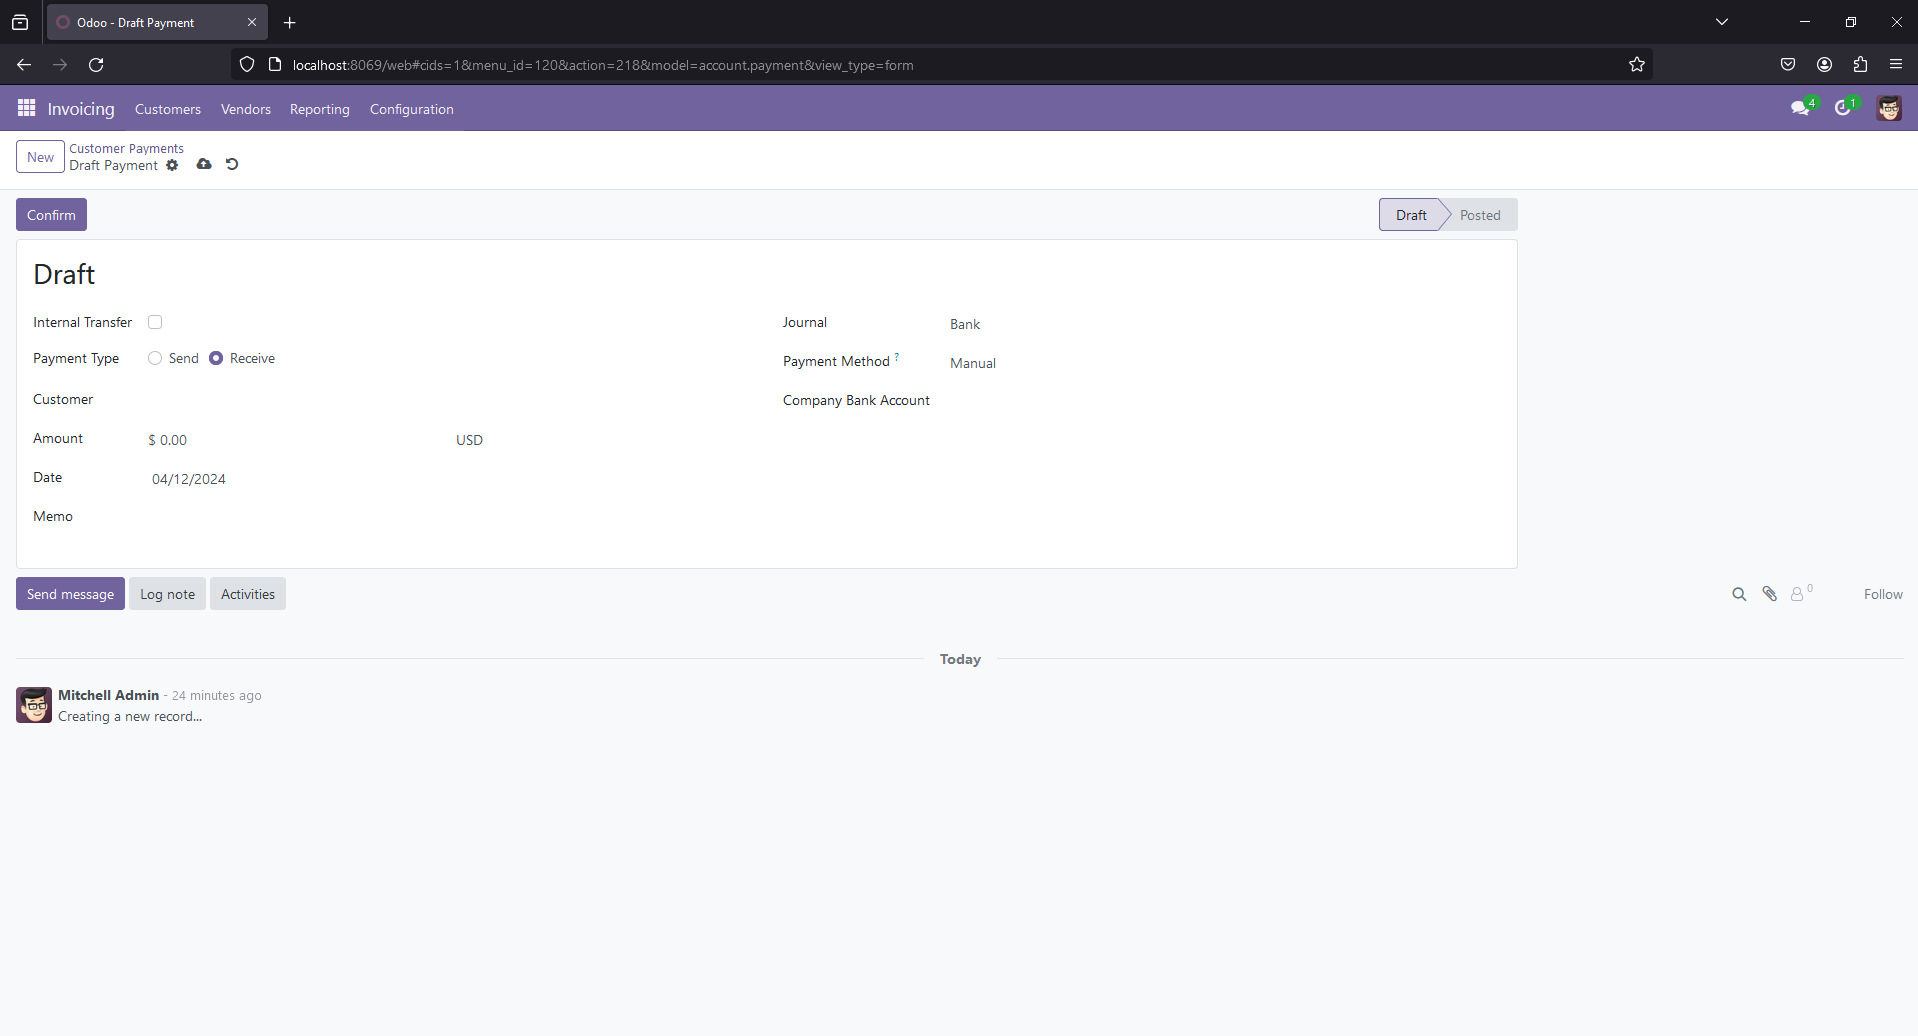 Odoo - Draft Payment
localhost:8069/web#cids=1&menu_id=120&action=218&model=account.payment&view_type=form
Invoicing Customers Vendors Reporting Configuration 4 1
New Customer Payments
Draft Payment
Confirm Draft Posted
Draft
Internal Transfer Journal Bank
Payment Type Send Receive Payment Method ? Manual
Customer Company Bank Account
Amount $ 0.00 USD
Date 04/12/2024
Memo
Send message Log note Activities 0 Follow
Today
Mitchell Admin - 24 minutes ago
Creating a new record...